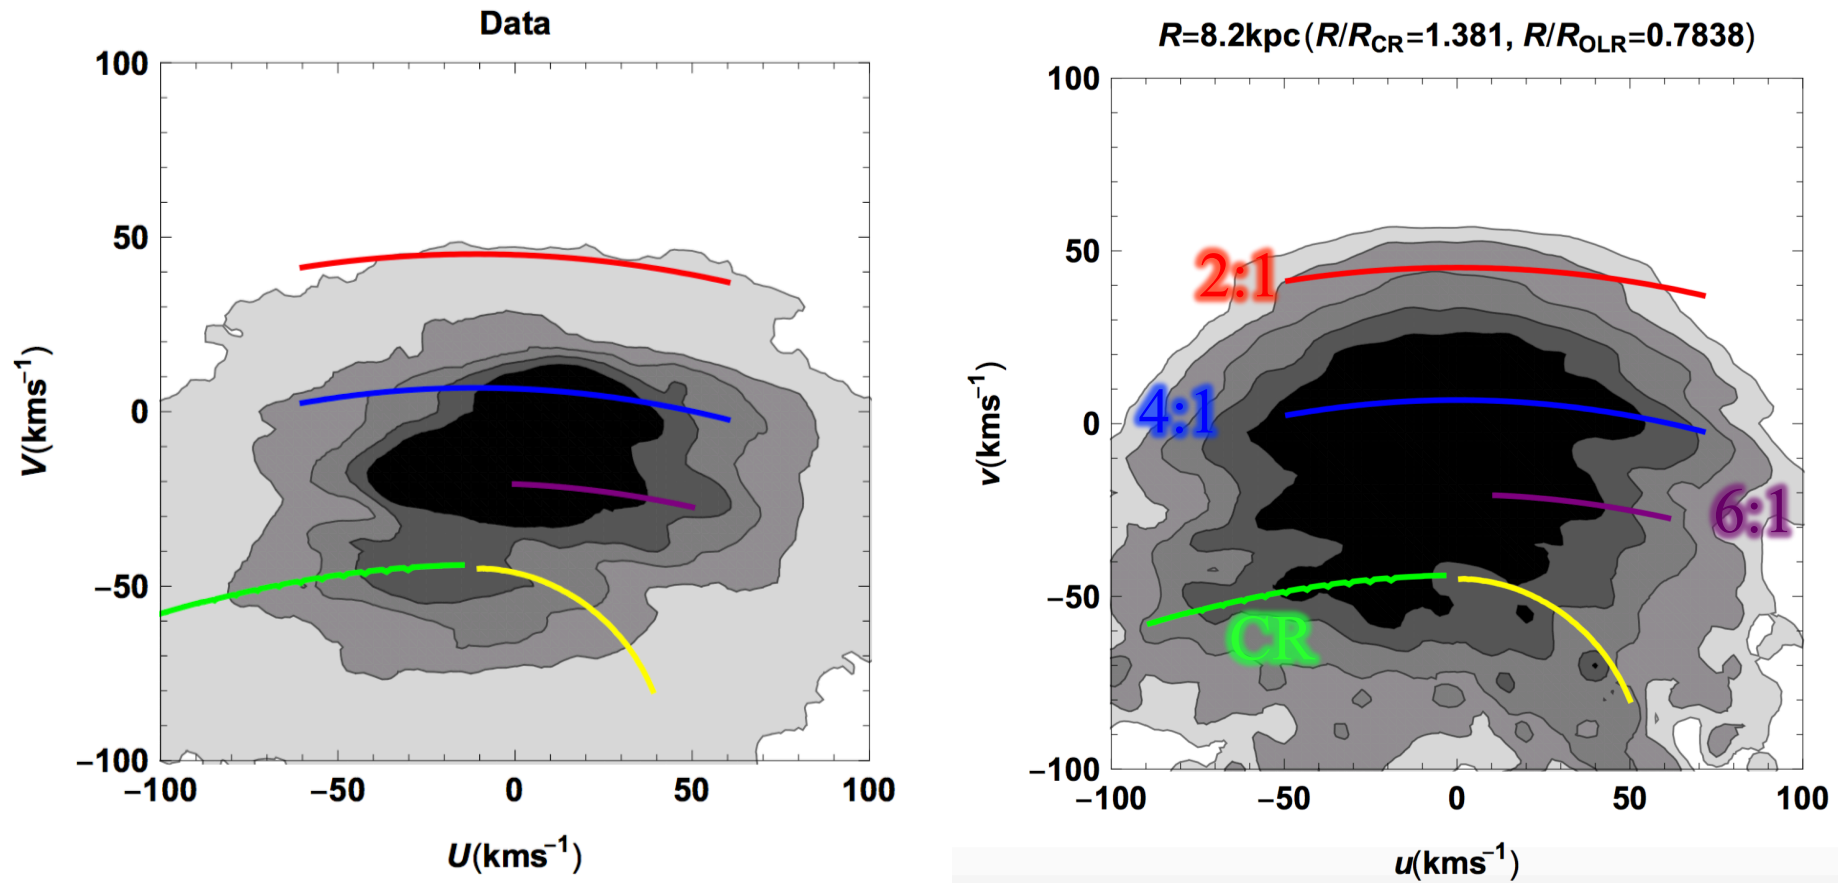 Data
100
50
0
−50
−100
−100 −50 0 50 100
V(kms⁻¹)
U(kms⁻¹)
R=8.2kpc(R/R_CR=1.381, R/R_OLR=0.7838)
100
50
0
−50
−100
−100 −50 0 50 100
v(kms⁻¹)
u(kms⁻¹)
2:1
4:1
6:1
CR